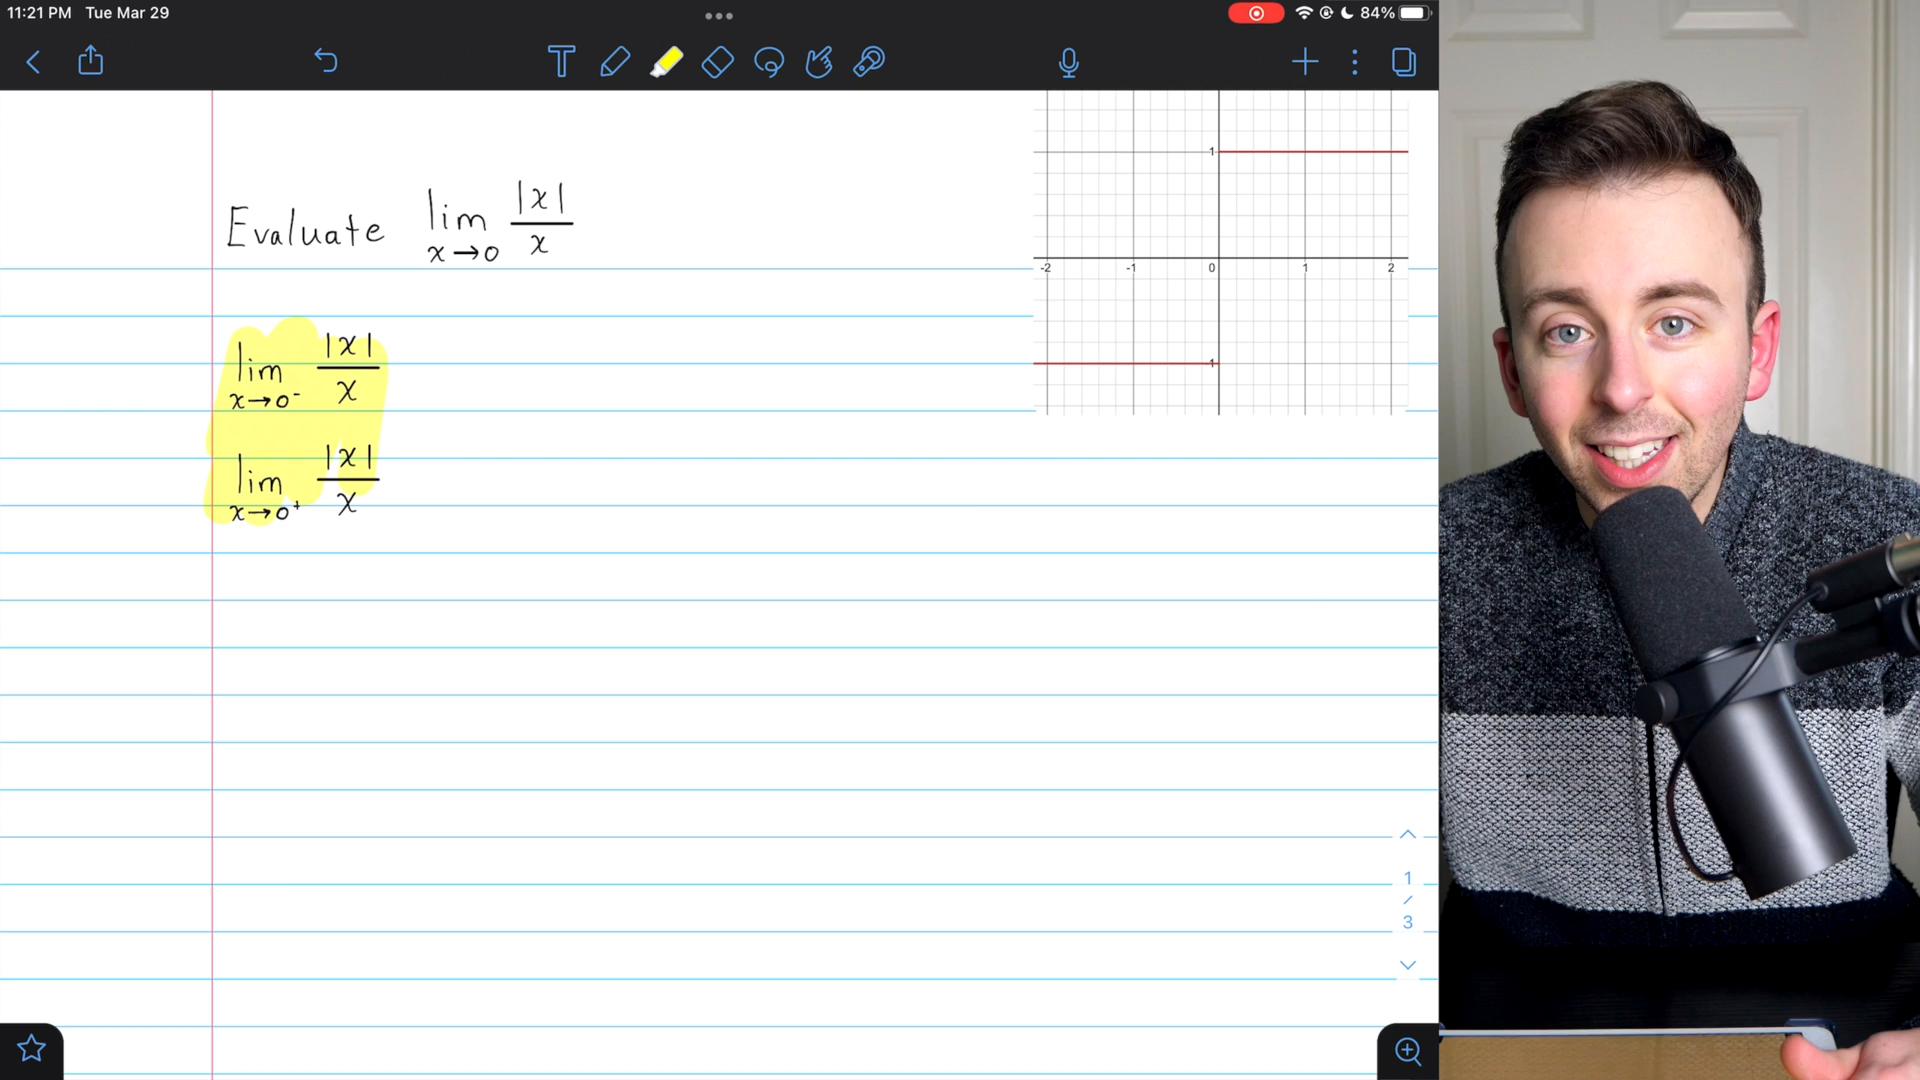 11:21 PM Tue Mar 29
84%
Evaluate lim x→0 |x|/x
lim x→0⁻ |x|/x
lim x→0⁺ |x|/x
1
-2 -1 0 1 2
1
T
1
/
3